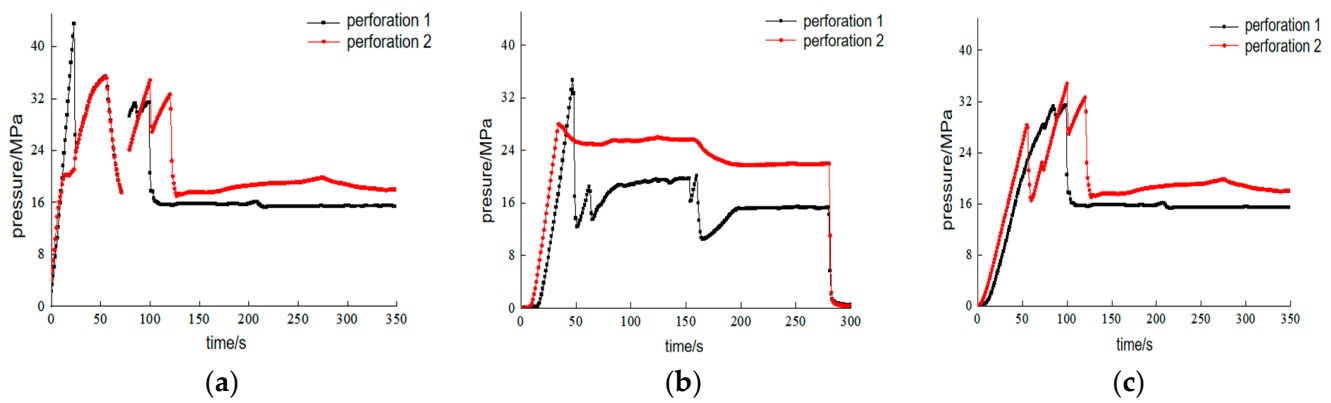 perforation 1
perforation 2
pressure/MPa
40
32
24
16
8
0
0 50 100 150 200 250 300 350
time/s
(a)
perforation 1
perforation 2
pressure/MPa
40
32
24
16
8
0
0 50 100 150 200 250 300
time/s
(b)
perforation 1
perforation 2
pressure/MPa
40
32
24
16
8
0
0 50 100 150 200 250 300 350
time/s
(c)